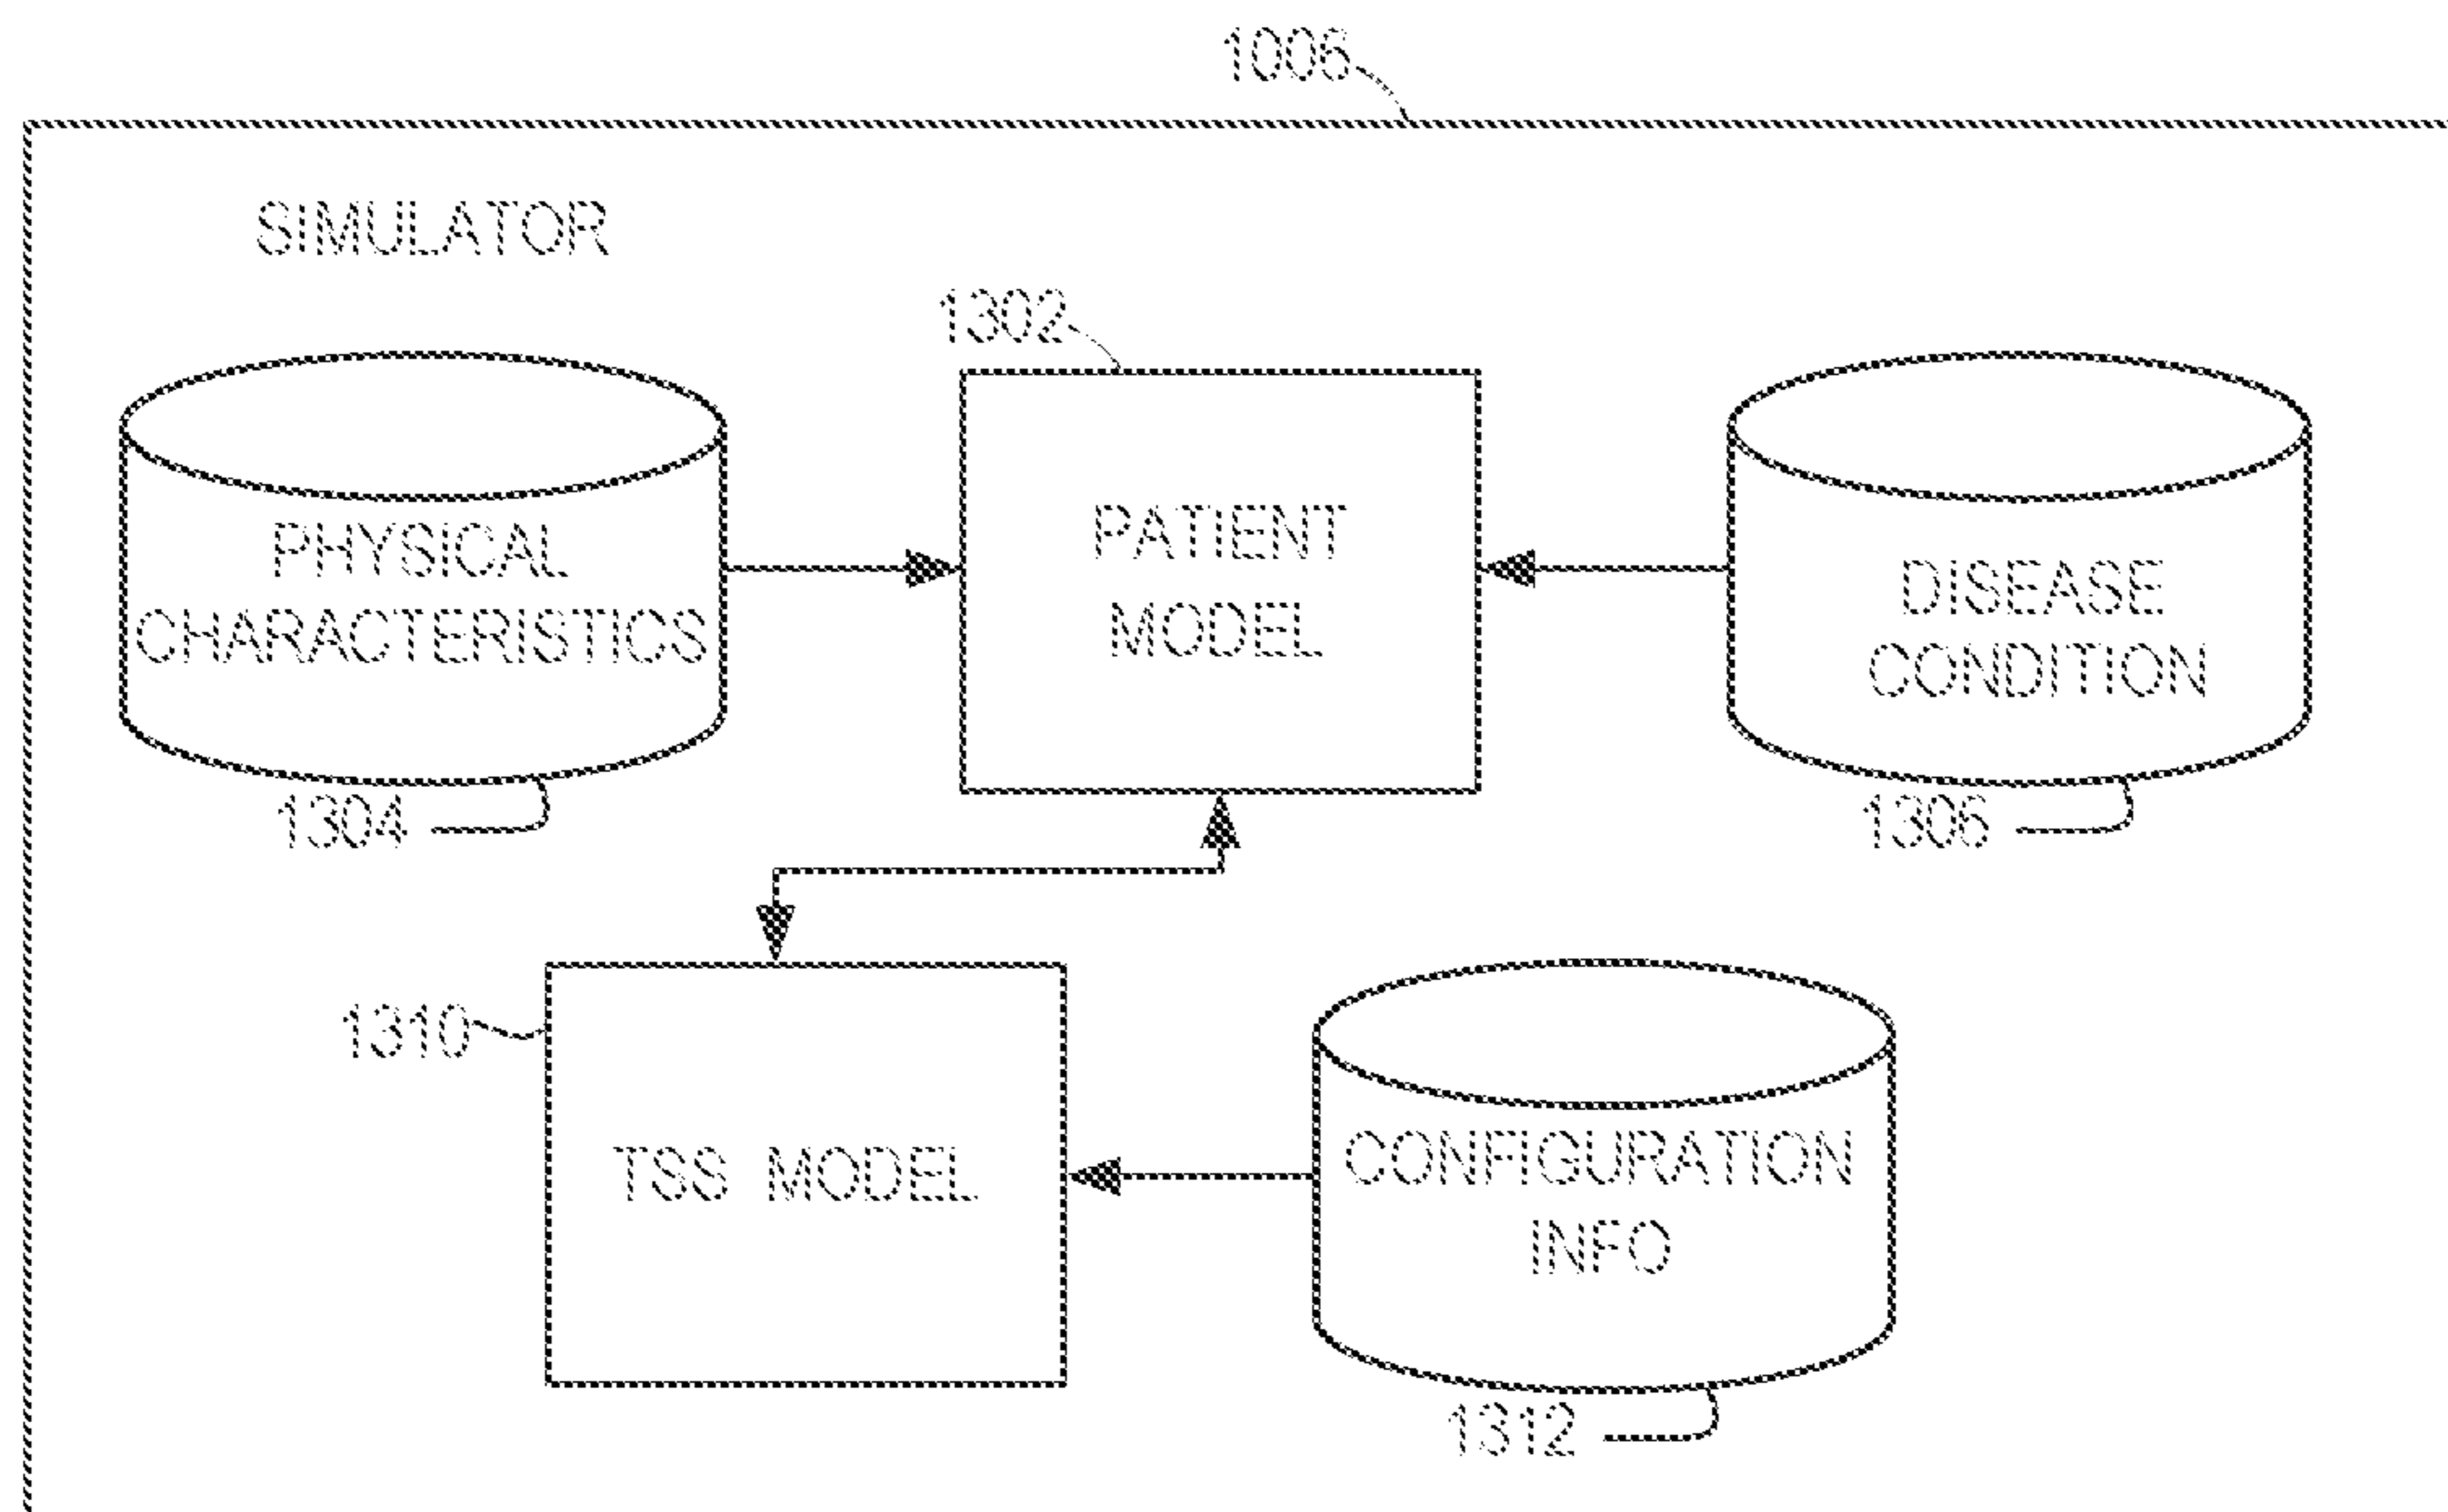 1006
SIMULATOR
1302
PHYSICAL
CHARACTERISTICS
PATIENT
MODEL
DISEASE
CONDITION
1304
1306
1310
TSS MODEL
CONFIGURATION
INFO
1312